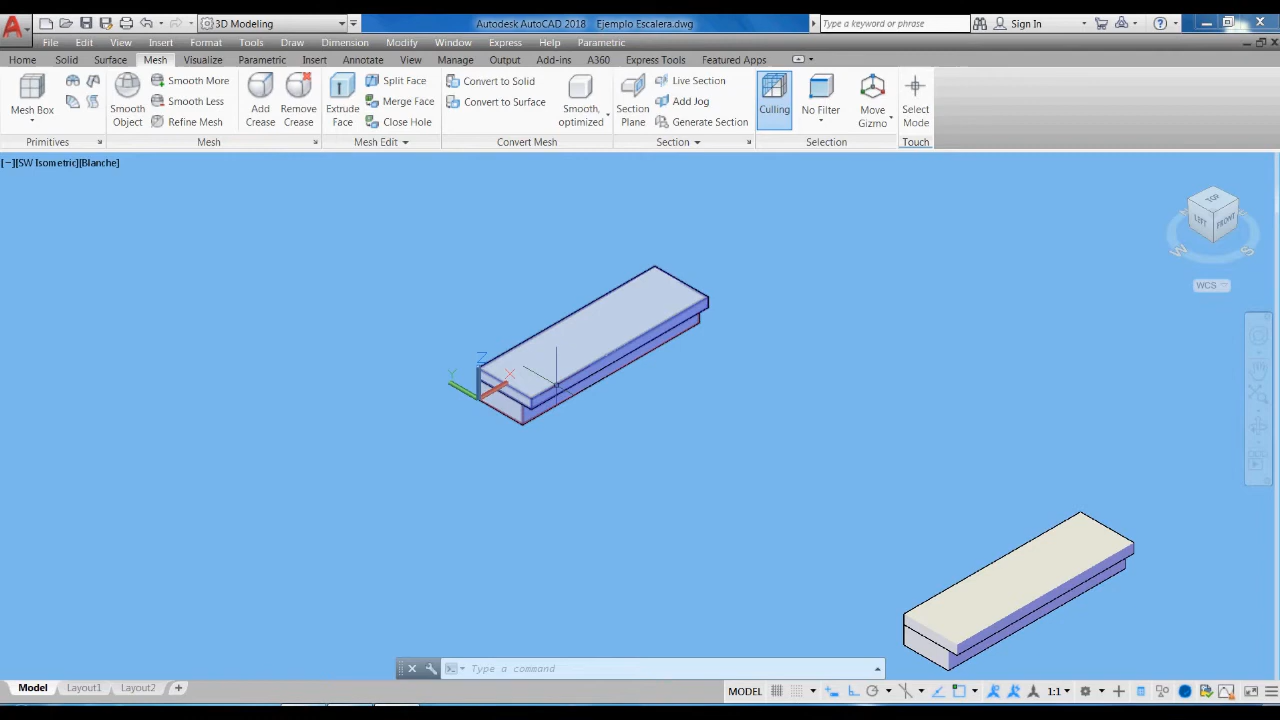 3D Modeling
Autodesk AutoCAD 2018 Ejemplo Escalera.dwg
Type a keyword or phrase
Sign In
File Edit View Insert Format Tools Draw Dimension Modify Window Express Help Parametric
Home Solid Surface Mesh Visualize Parametric Insert Annotate View Manage Output Add-ins A360 Express Tools Featured Apps
Mesh Box
Smooth Object
Smooth More
Smooth Less
Refine Mesh
Add Crease
Remove Crease
Extrude Face
Split Face
Merge Face
Close Hole
Convert to Solid
Convert to Surface
Smooth, optimized
Section Plane
Live Section
Add Jog
Generate Section
Culling
No Filter
Move Gizmo
Select Mode
Primitives Mesh Mesh Edit Convert Mesh Section Selection Touch
[−][SW Isometric][Blanche]
TOP
LEFT FRONT
W S
WCS
Z
Y X
Type a command
Model Layout1 Layout2 +
MODEL 1:1